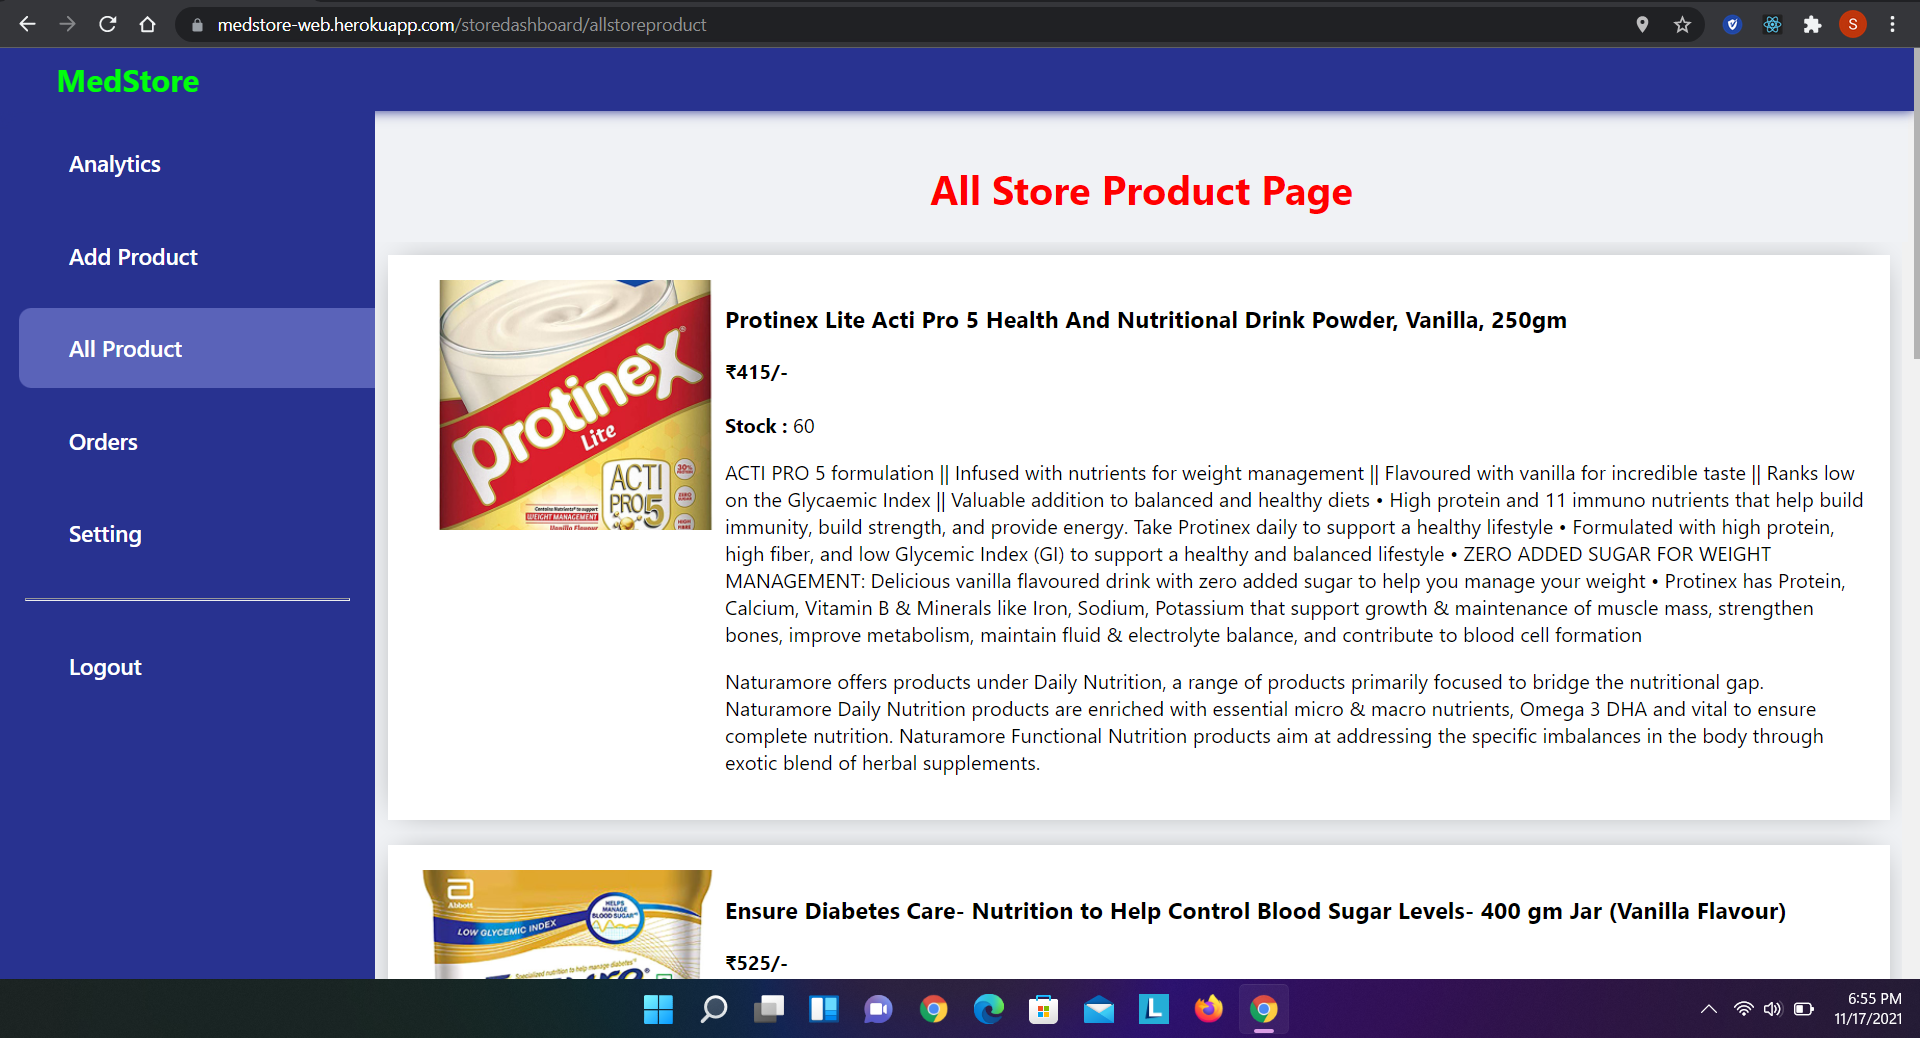 medstore-web.herokuapp.com/storedashboard/allstoreproduct
S
MedStore
Analytics
Add Product
All Product
Orders
Setting
Logout
All Store Product Page
Protinex
Lite
ACTI
PRO5
WEIGHT MANAGEMENT
Protinex Lite Acti Pro 5 Health And Nutritional Drink Powder, Vanilla, 250gm
₹415/-
Stock : 60
ACTI PRO 5 formulation || Infused with nutrients for weight management || Flavoured with vanilla for incredible taste || Ranks low
on the Glycaemic Index || Valuable addition to balanced and healthy diets • High protein and 11 immuno nutrients that help build
immunity, build strength, and provide energy. Take Protinex daily to support a healthy lifestyle • Formulated with high protein,
high fiber, and low Glycemic Index (GI) to support a healthy and balanced lifestyle • ZERO ADDED SUGAR FOR WEIGHT
MANAGEMENT: Delicious vanilla flavoured drink with zero added sugar to help you manage your weight • Protinex has Protein,
Calcium, Vitamin B & Minerals like Iron, Sodium, Potassium that support growth & maintenance of muscle mass, strengthen
bones, improve metabolism, maintain fluid & electrolyte balance, and contribute to blood cell formation
Naturamore offers products under Daily Nutrition, a range of products primarily focused to bridge the nutritional gap.
Naturamore Daily Nutrition products are enriched with essential micro & macro nutrients, Omega 3 DHA and vital to ensure
complete nutrition. Naturamore Functional Nutrition products aim at addressing the specific imbalances in the body through
exotic blend of herbal supplements.
Abbott
LOW GLYCEMIC INDEX
HELPS
MANAGE
BLOOD SUGAR
Specialized nutrition to help manage diabetes
Ensure Diabetes Care- Nutrition to Help Control Blood Sugar Levels- 400 gm Jar (Vanilla Flavour)
₹525/-
L
6:55 PM
11/17/2021